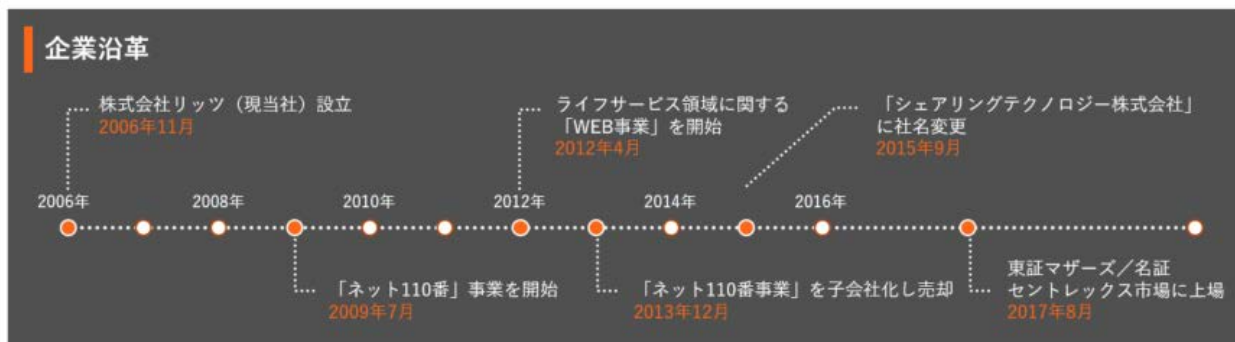 企業沿革
株式会社リッツ（現当社）設立
2006年11月
ライフサービス領域に関する
「WEB事業」を開始
2012年4月
「シェアリングテクノロジー株式会社」
に社名変更
2015年9月
2006年
2008年
2010年
2012年
2014年
2016年
「ネット110番」事業を開始
2009年7月
「ネット110番事業」を子会社化し売却
2013年12月
東証マザーズ／名証
セントレックス市場に上場
2017年8月